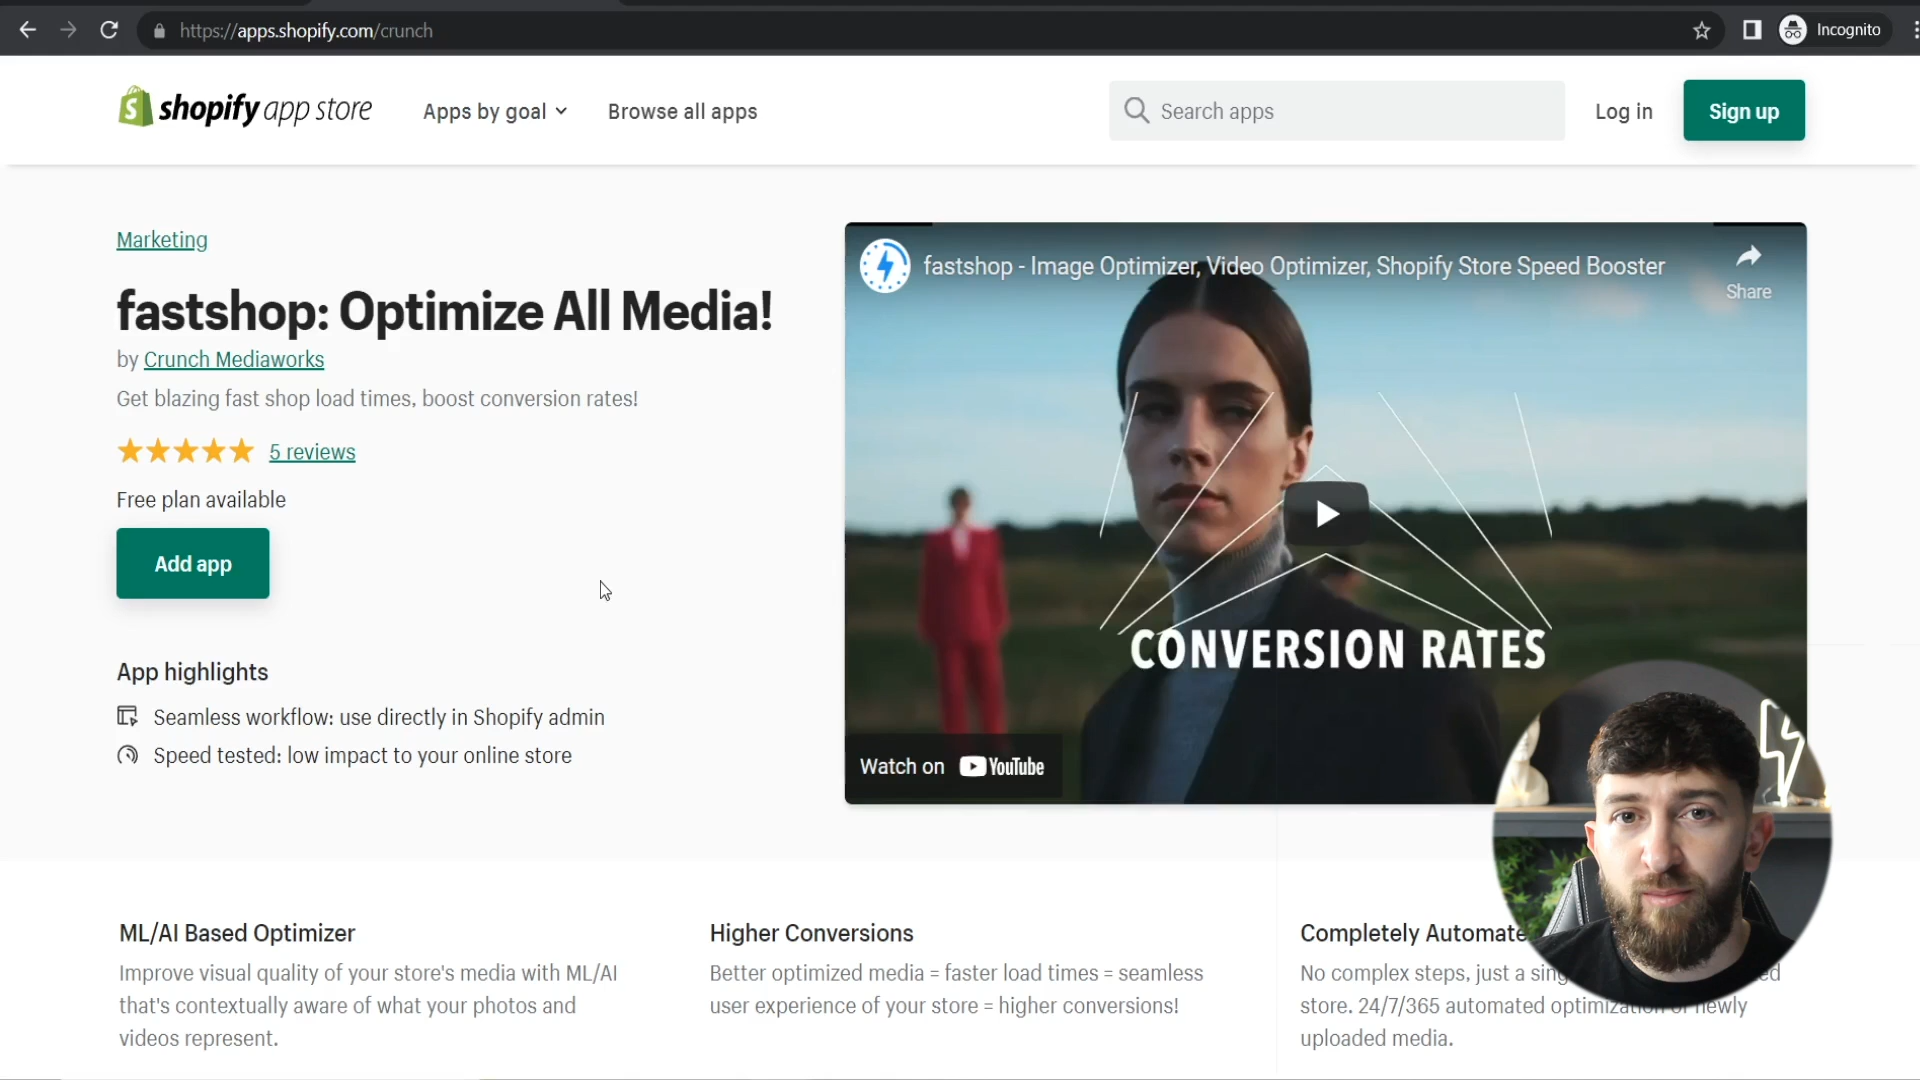 https://apps.shopify.com/crunch
Incognito
shopify app store
Apps by goal
Browse all apps
Search apps
Log in
Sign up
Marketing
fastshop: Optimize All Media!
by Crunch Mediaworks
Get blazing fast shop load times, boost conversion rates!
5 reviews
Free plan available
Add app
App highlights
Seamless workflow: use directly in Shopify admin
Speed tested: low impact to your online store
fastshop - Image Optimizer, Video Optimizer, Shopify Store Speed Booster
Share
CONVERSION RATES
Watch on YouTube
ML/AI Based Optimizer
Improve visual quality of your store's media with ML/AI
that's contextually aware of what your photos and
videos represent.
Higher Conversions
Better optimized media = faster load times = seamless
user experience of your store = higher conversions!
Completely
No complex steps, just a
store. 24/7/365 automated optimization of newly
uploaded media.